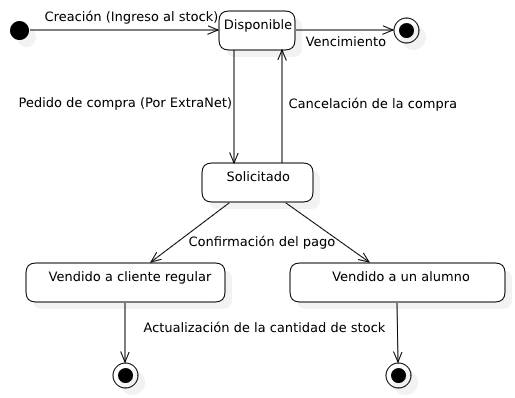 Creación (Ingreso al stock)
Disponible
Vencimiento
Pedido de compra (Por ExtraNet)
Cancelación de la compra
Solicitado
Confirmación del pago
Vendido a cliente regular
Vendido a un alumno
Actualización de la cantidad de stock